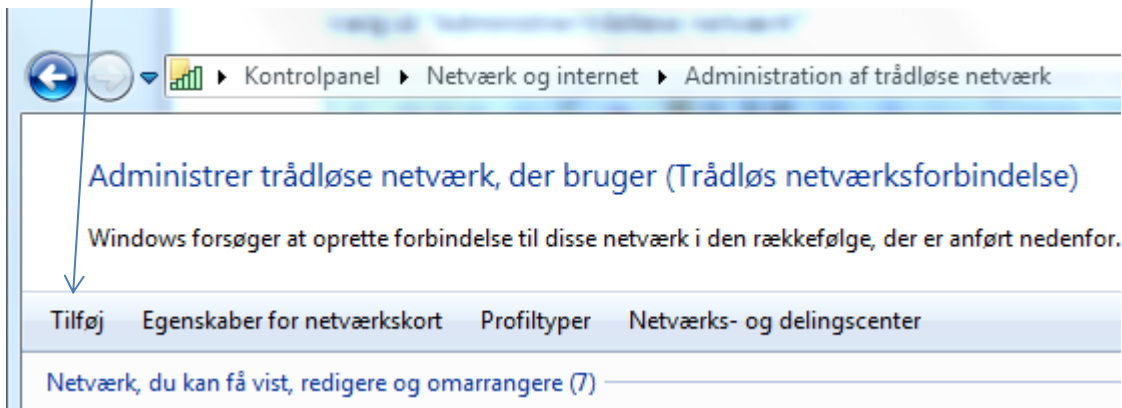 Kontrolpanel Netværk og internet Administration af trådløse netværk
Administrer trådløse netværk, der bruger (Trådløs netværksforbindelse)
Windows forsøger at oprette forbindelse til disse netværk i den rækkefølge, der er anført nedenfor.
Tilføj Egenskaber for netværkskort Profiltyper Netværks- og delingscenter
Netværk, du kan få vist, redigere og omarrangere (7)